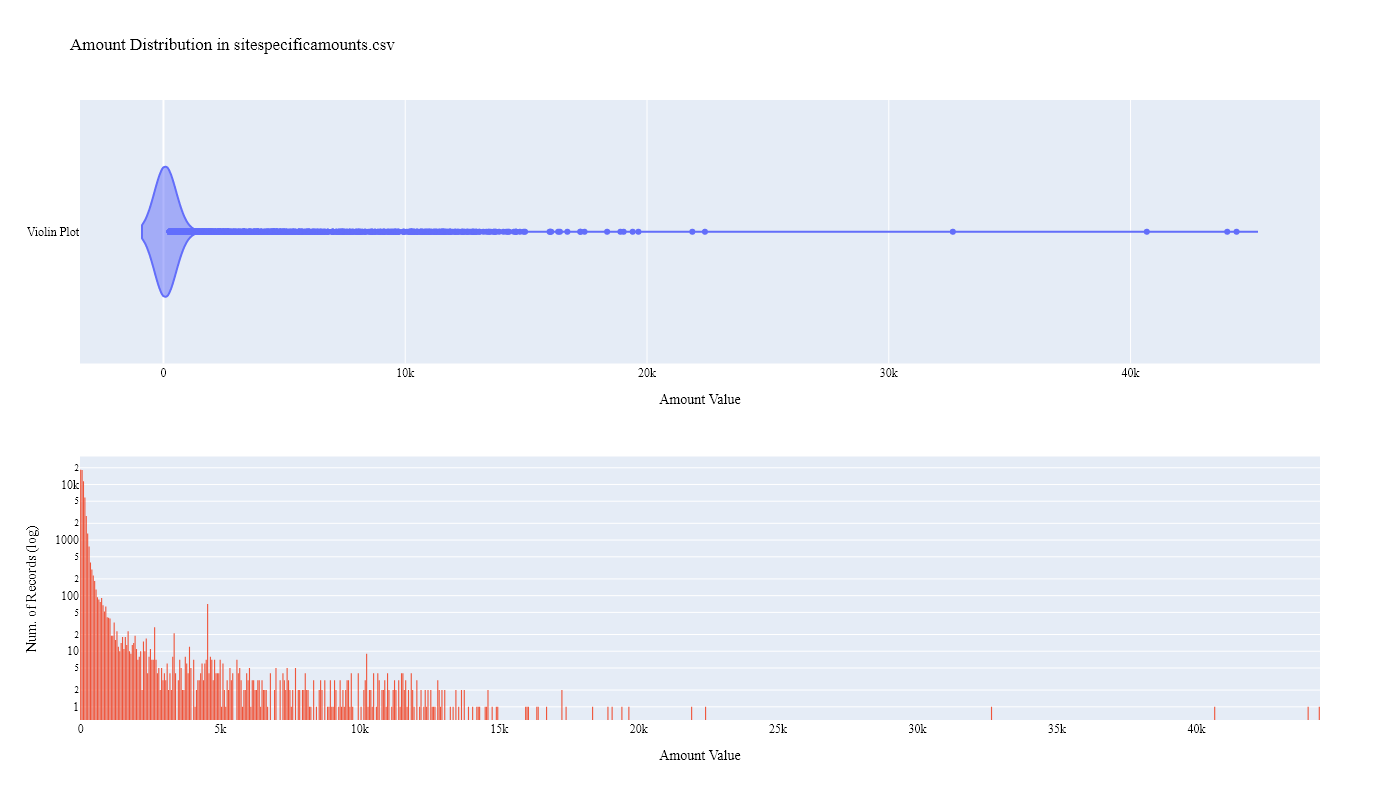 Amount Distribution in sitespecificamounts.csv
Violin Plot
0 10k 20k 30k 40k
Amount Value
Num. of Records (log)
2
10k
5
2
1000
5
2
100
5
2
10
5
2
1
0 5k 10k 15k 20k 25k 30k 35k 40k
Amount Value